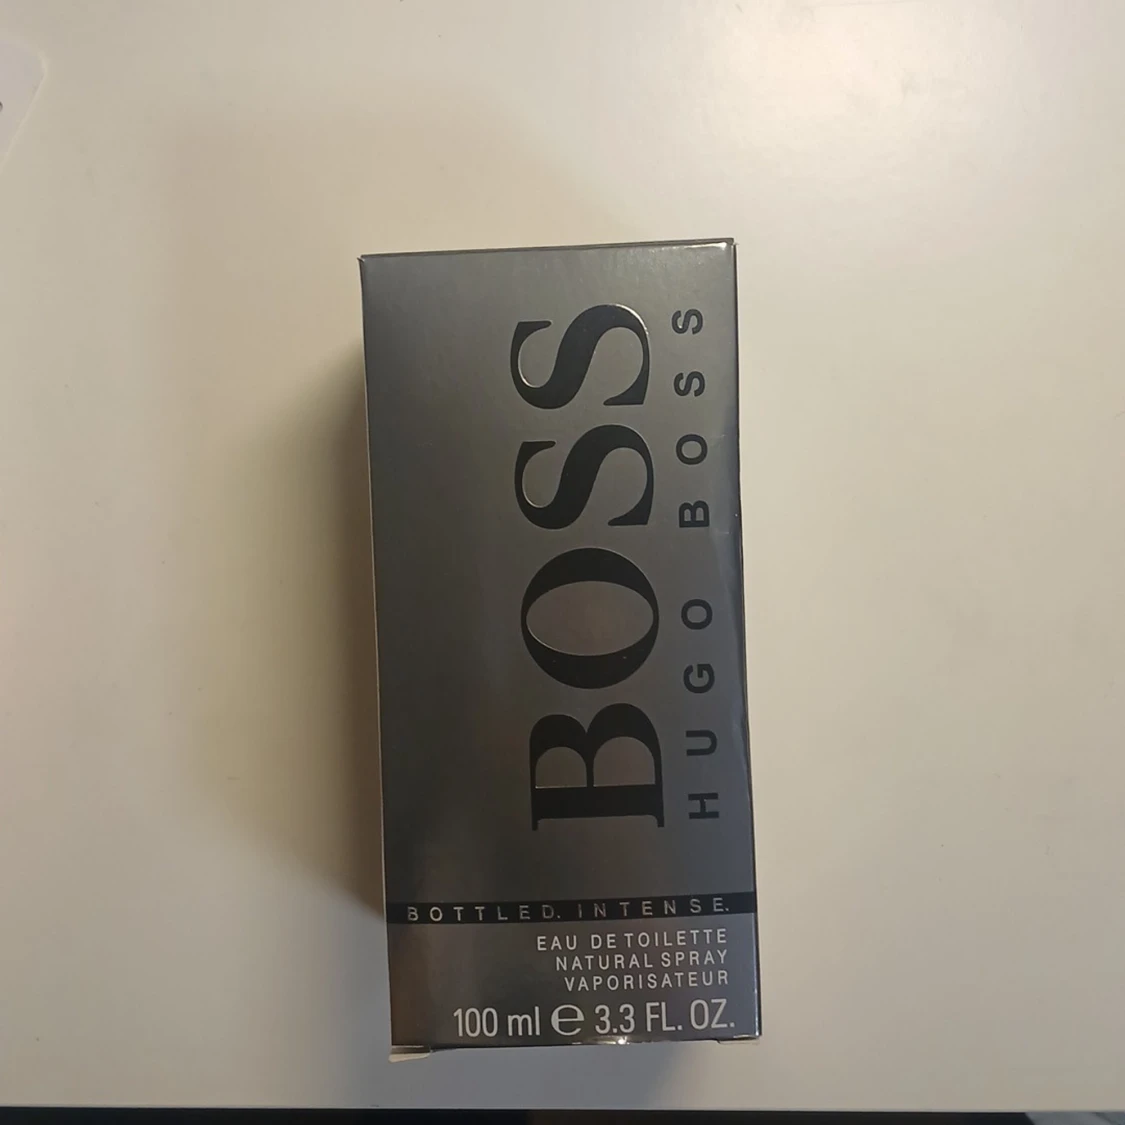 BOSS
HUGO BOSS
BOTTLED. INTENSE.
EAU DE TOILETTE
NATURAL SPRAY
VAPORISATEUR
100 ml ℮ 3.3 FL. OZ.